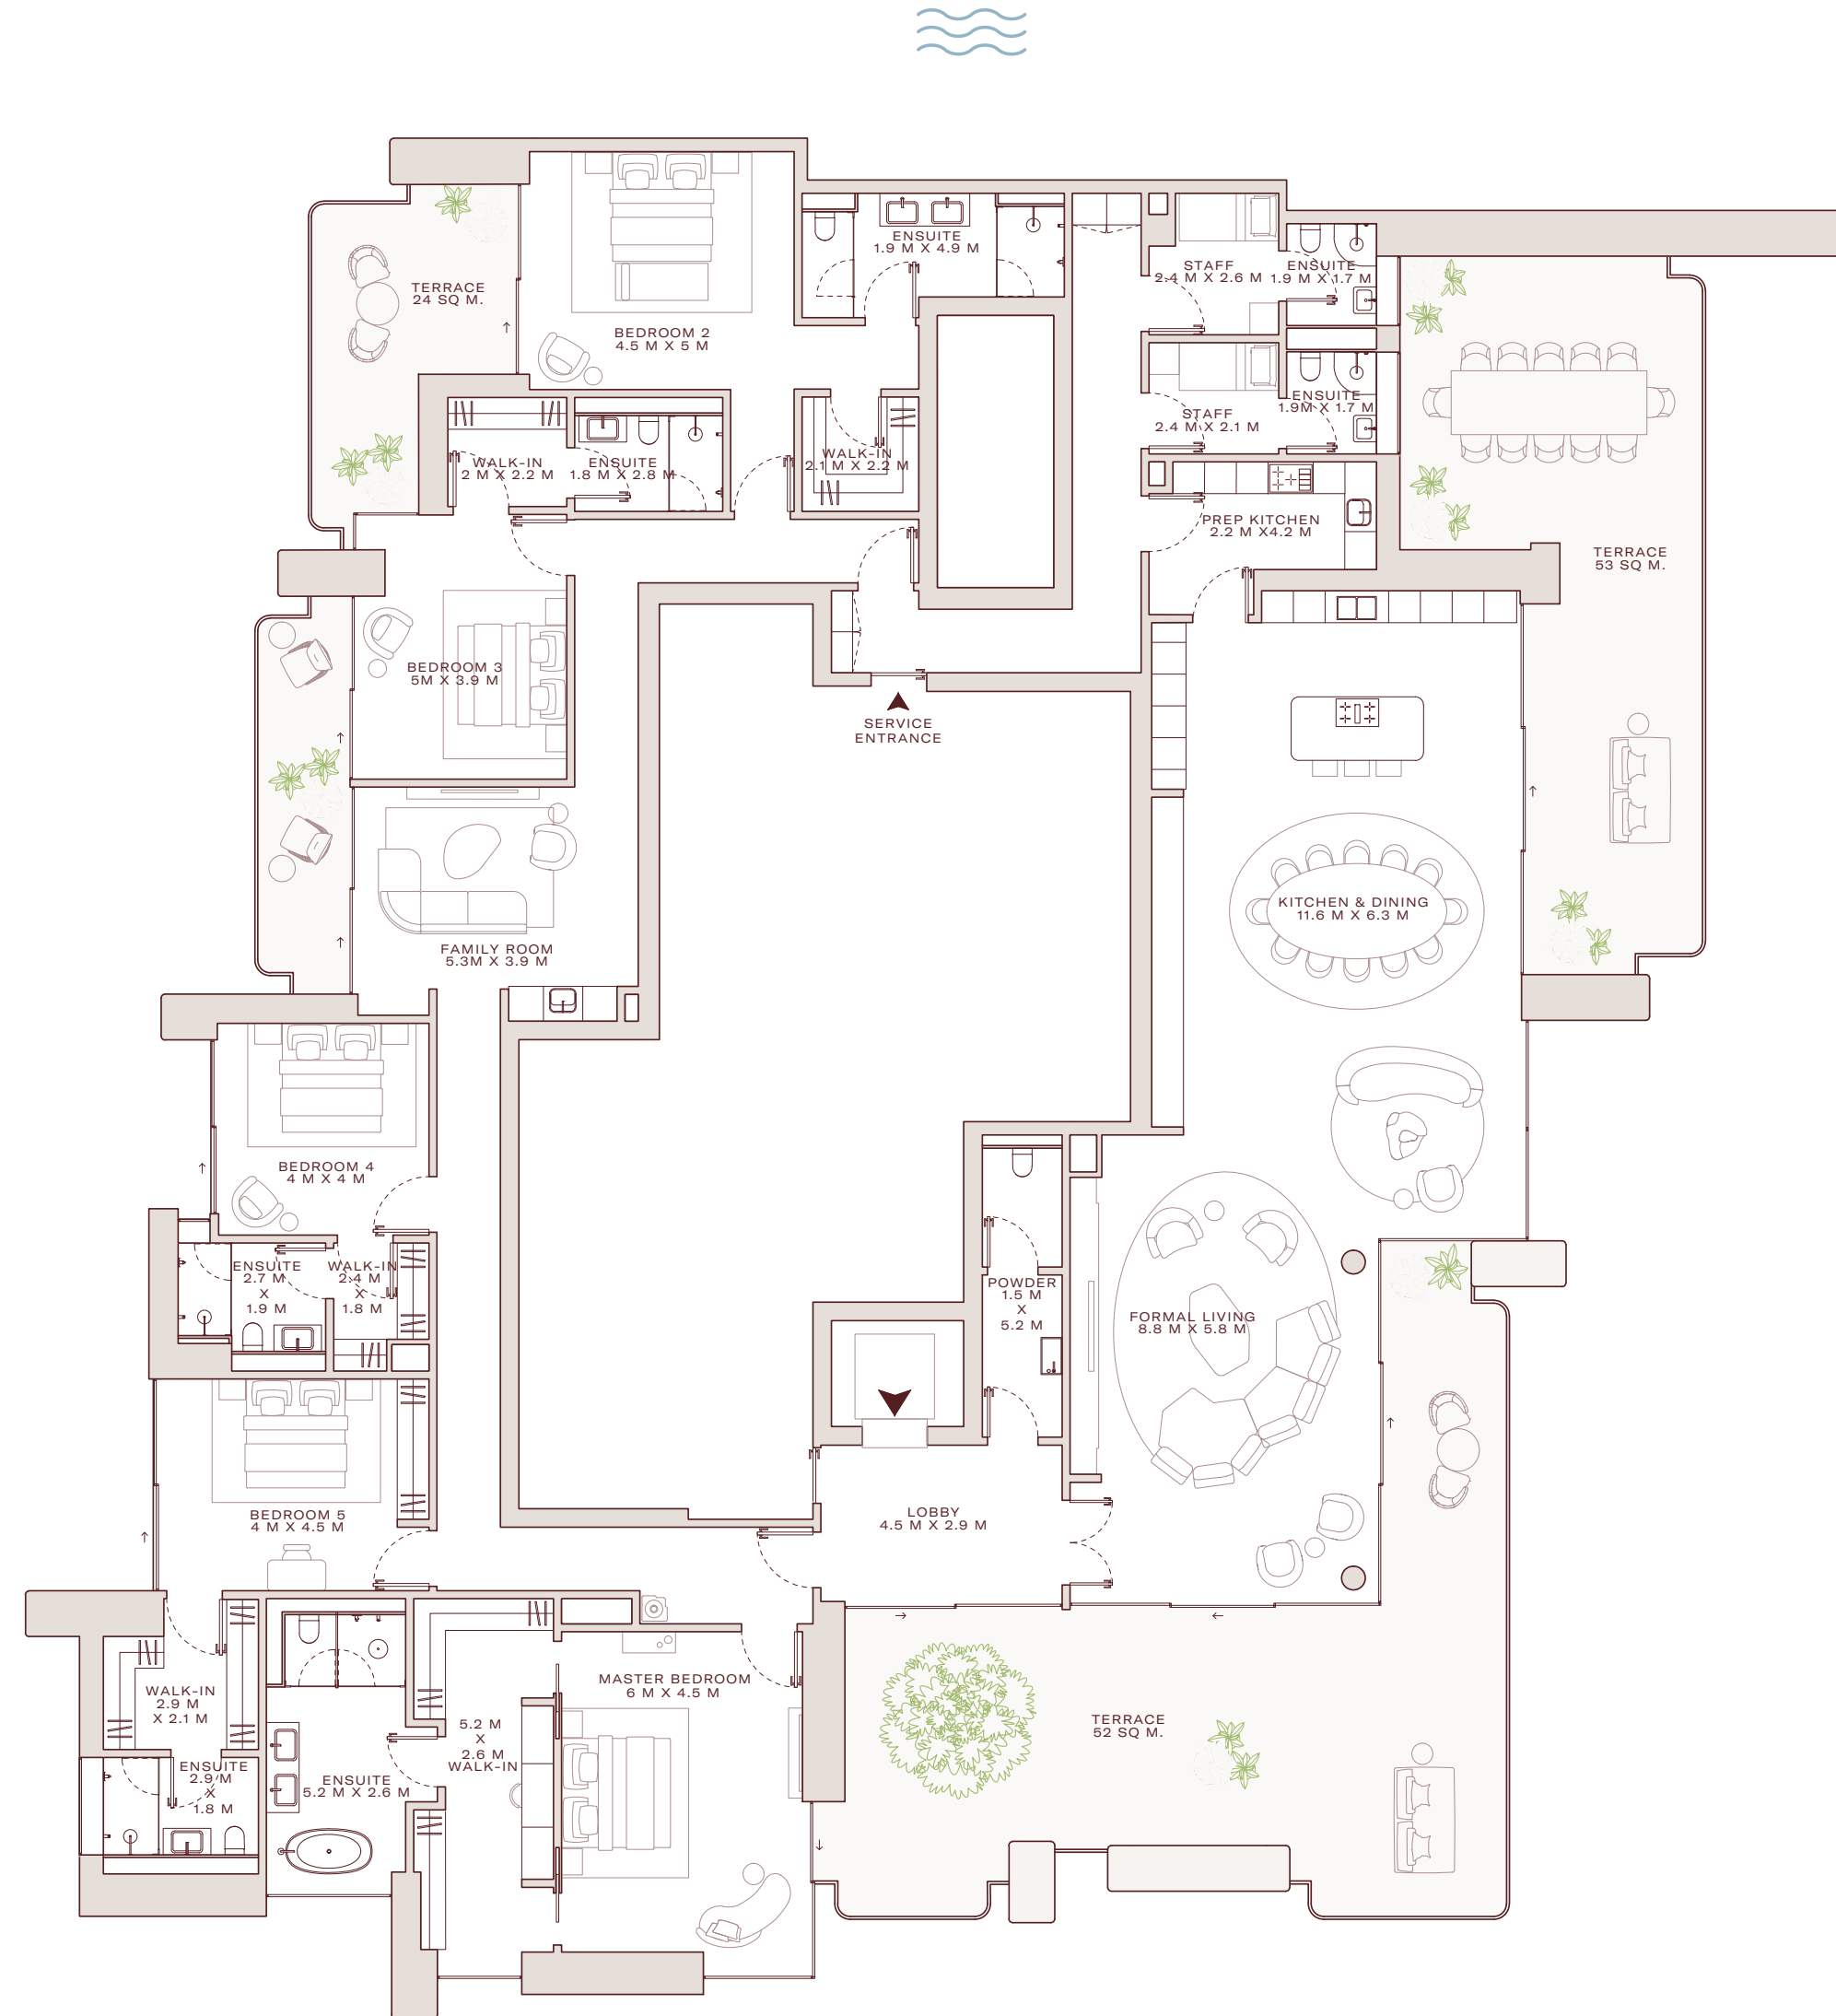 ENSUITE
1.9 M X 4.9 M
STAFF
2.4 M X 2.6 M
ENSUITE
1.9 M X 1.7 M
TERRACE
24 SQ M.
BEDROOM 2
4.5 M X 5 M
STAFF
2.4 M X 2.1 M
ENSUITE
1.9M X 1.7 M
WALK-IN
2 M X 2.2 M
ENSUITE
1.8 M X 2.8 M
WALK-IN
2.1 M X 2.2 M
PREP KITCHEN
2.2 M X4.2 M
TERRACE
53 SQ M.
BEDROOM 3
5M X 3.9 M
SERVICE
ENTRANCE
KITCHEN & DINING
11.6 M X 6.3 M
FAMILY ROOM
5.3M X 3.9 M
BEDROOM 4
4 M X 4 M
ENSUITE
2.7 M
X
1.9 M
WALK-IN
2.4 M
X
1.8 M
POWDER
1.5 M
X
5.2 M
FORMAL LIVING
8.8 M X 5.8 M
BEDROOM 5
4 M X 4.5 M
LOBBY
4.5 M X 2.9 M
WALK-IN
2.9 M
X 2.1 M
MASTER BEDROOM
6 M X 4.5 M
5.2 M
X
2.6 M
WALK-IN
TERRACE
52 SQ M.
ENSUITE
2.9 M
X
1.8 M
ENSUITE
5.2 M X 2.6 M